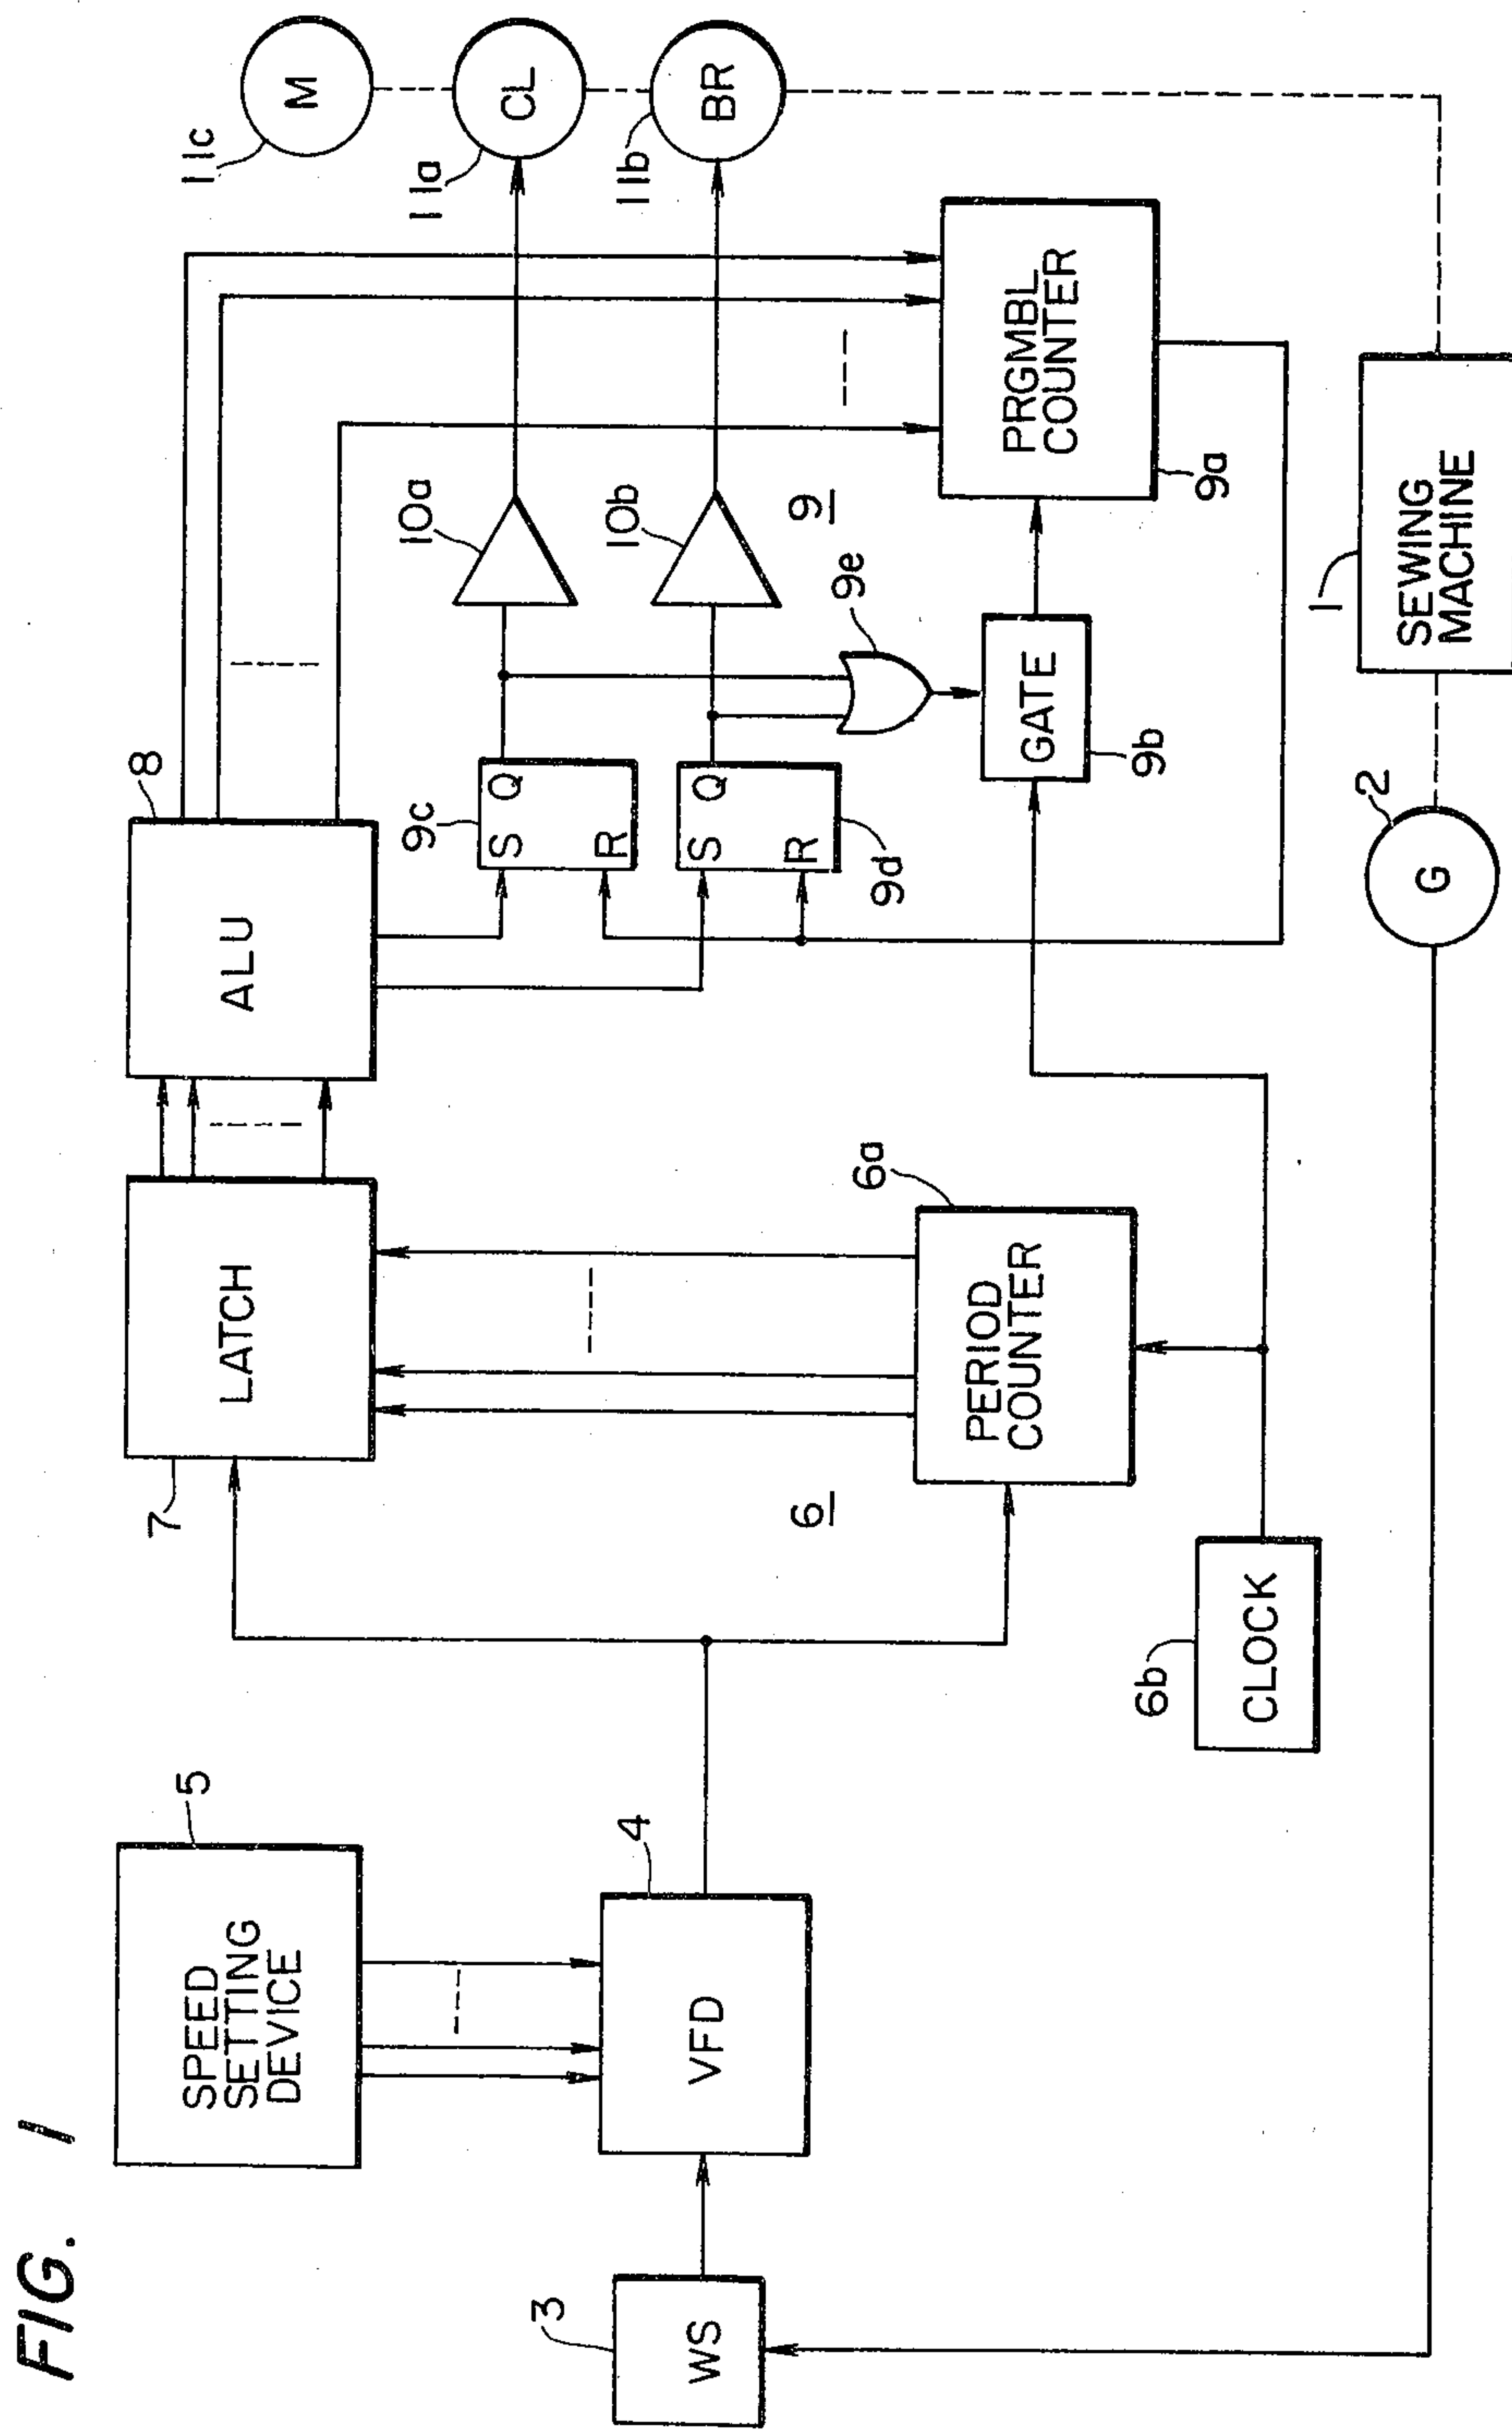 FIG. 1
SPEED
SETTING
DEVICE
5
VFD
4
WS
3
LATCH
7
6
PERIOD
COUNTER
6a
CLOCK
6b
ALU
8
S Q
R
9c
S Q
R
9d
10a
10b
9
9e
GATE
9b
PRGMBL
COUNTER
9a
M
11c
CL
11a
BR
11b
SEWING
MACHINE
1
G
2